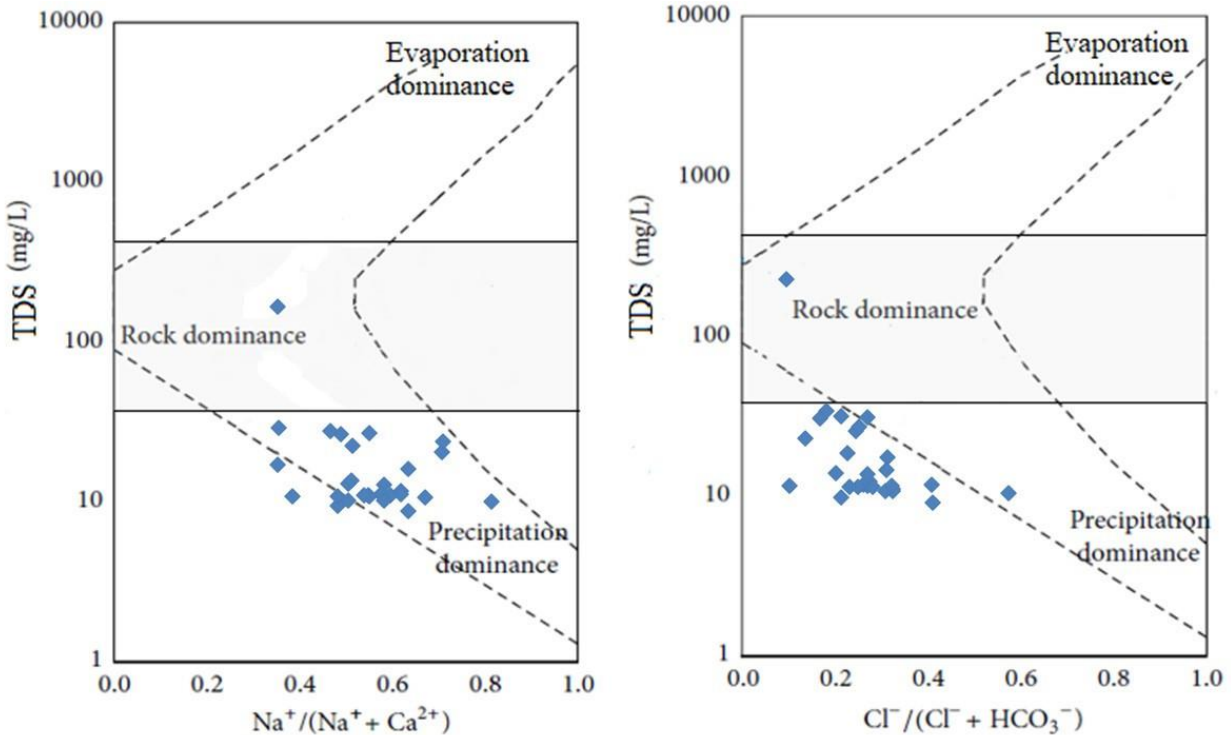 10000
1000
100
10
1
TDS (mg/L)
Evaporation
dominance
Rock dominance
Precipitation
dominance
0.0 0.2 0.4 0.6 0.8 1.0
Na⁺/(Na⁺+ Ca²⁺)
10000
1000
100
10
1
TDS (mg/L)
Evaporation
dominance
Rock dominance
Precipitation
dominance
0.0 0.2 0.4 0.6 0.8 1.0
Cl⁻/(Cl⁻ + HCO₃⁻)